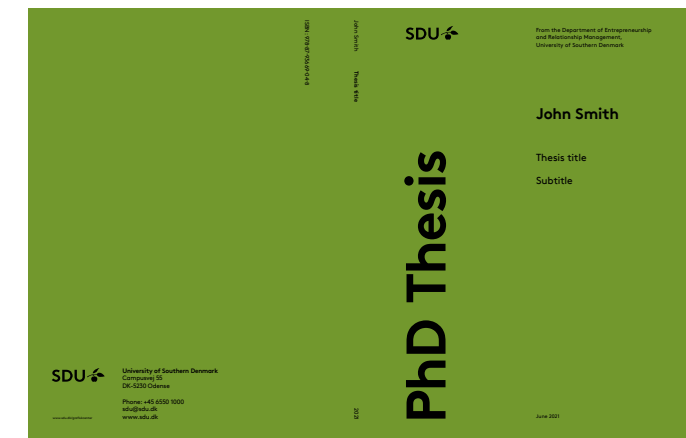 SDU
From the Department of Entrepreneurship
and Relationship Management,
University of Southern Denmark
John Smith
Thesis title
Subtitle
PhD Thesis
June 2021
John Smith
Thesis title
2021
SDU
University of Southern Denmark
Campusvej 55
DK-5230 Odense
Phone: +45 6550 1000
sdu@sdu.dk
www.sdu.dk